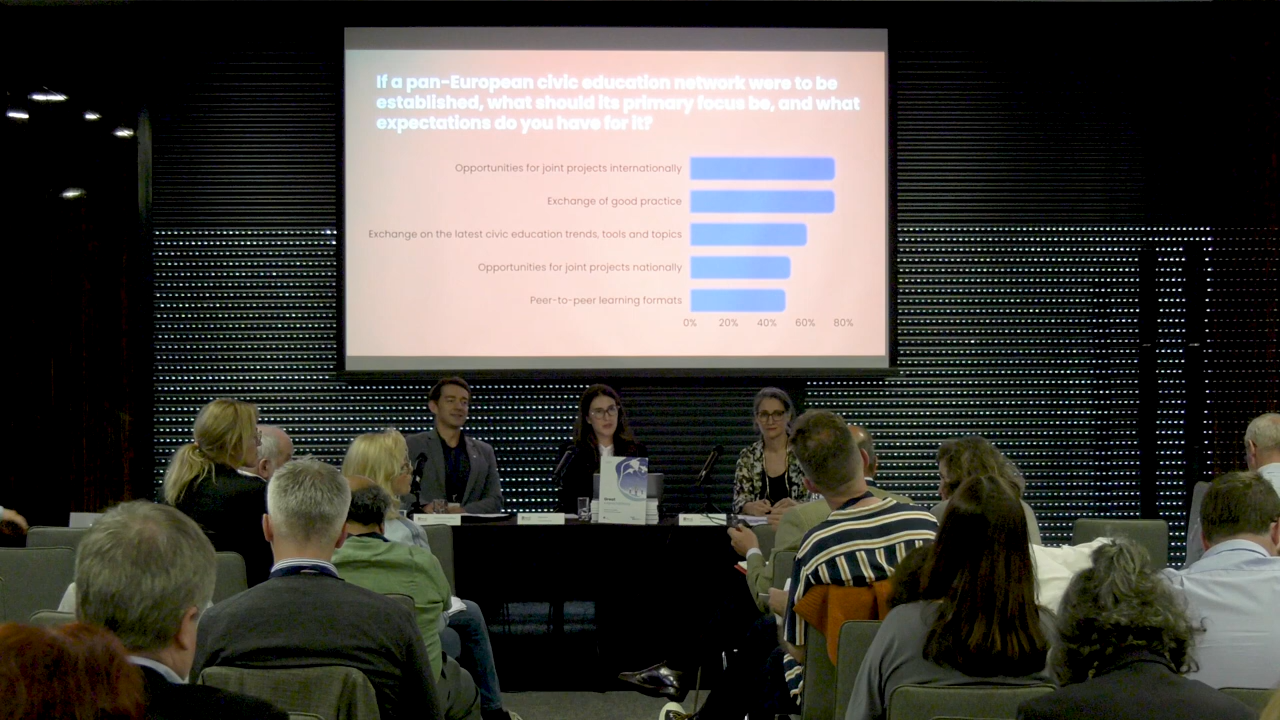 If a pan-European civic education network were to be
established, what should its primary focus be, and what
expectations do you have for it?
Opportunities for joint projects internationally
Exchange of good practice
Exchange on the latest civic education trends, tools and topics
Opportunities for joint projects nationally
Peer-to-peer learning formats
0% 20% 40% 60% 80%